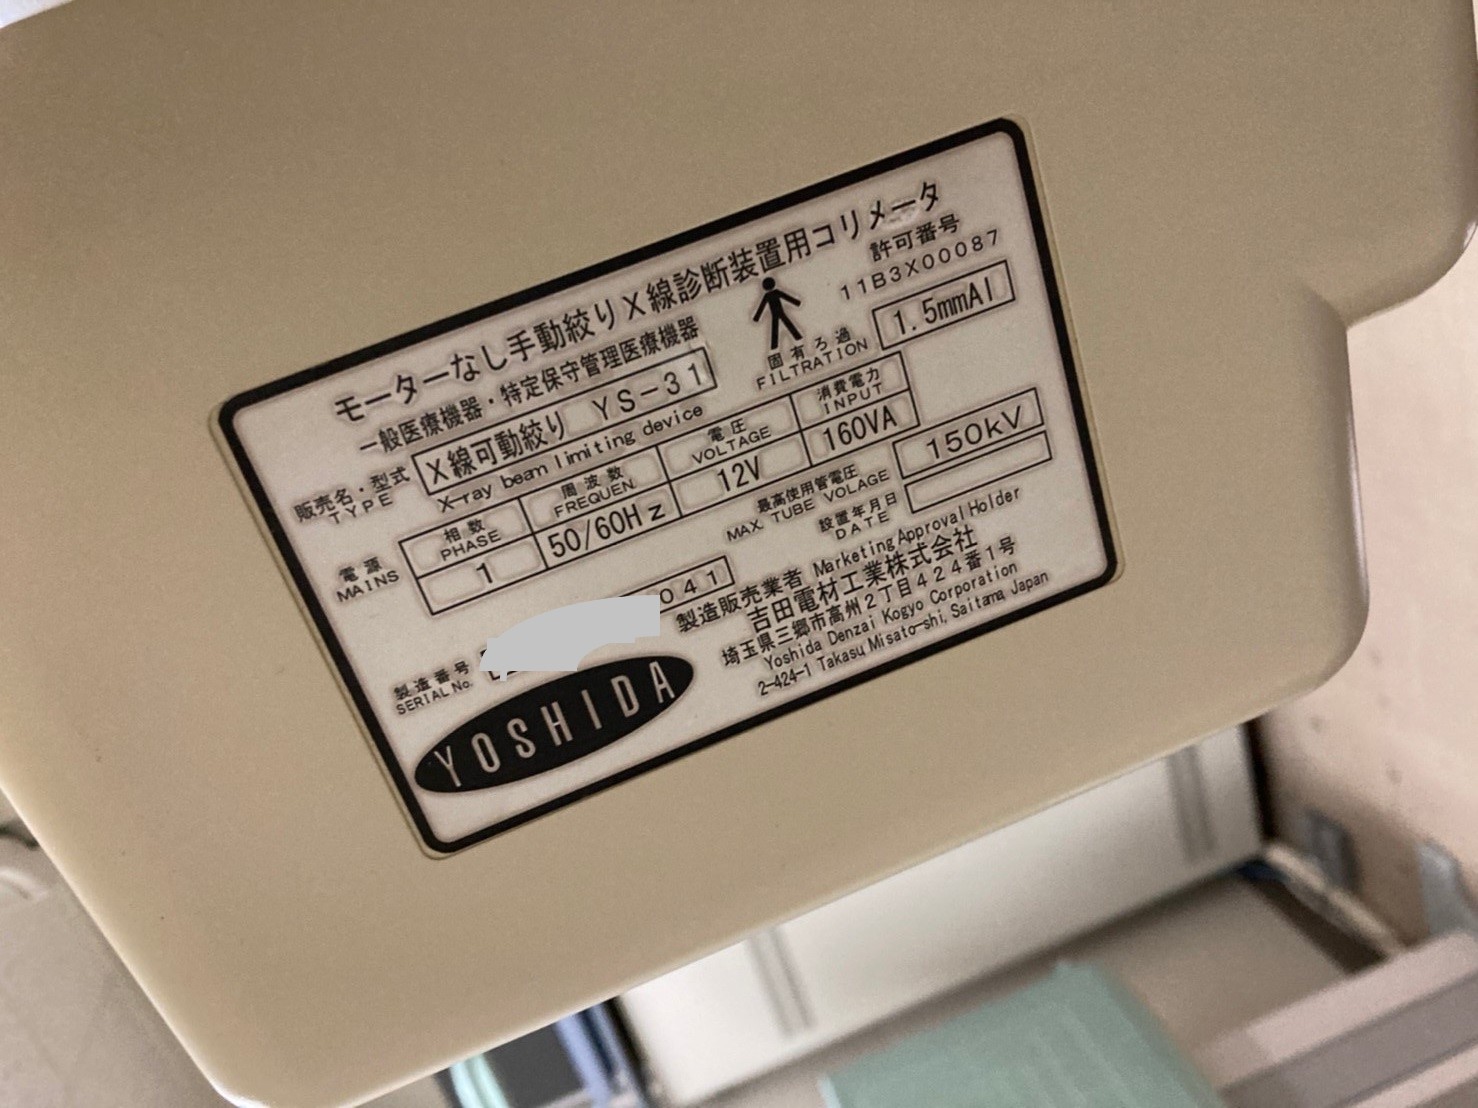 モーターなし手動絞りX線診断装置用コリメータ
一般医療機器・特定保守管理医療機器
許可番号
11B3X00087
販売名・型式
TYPE
X線可動絞り YS-31
X-ray beam limiting device
固有ろ過
FILTRATION
1.5mmAl
電源
MAINS
相数
PHASE
1
周波数
FREQUEN
50/60Hz
電圧
VOLTAGE
12V
消費電力
INPUT
160VA
最高使用管電圧
MAX. TUBE VOLAGE
150kV
設置年月日
DATE
製造番号
SERIAL No.
041
製造販売業者 Marketing Approval Holder
吉田電材工業株式会社
埼玉県三郷市高州2丁目424番1号
Yoshida Denzai Kogyo Corporation
2-424-1 Takasu Misato-shi, Saitama Japan
YOSHIDA